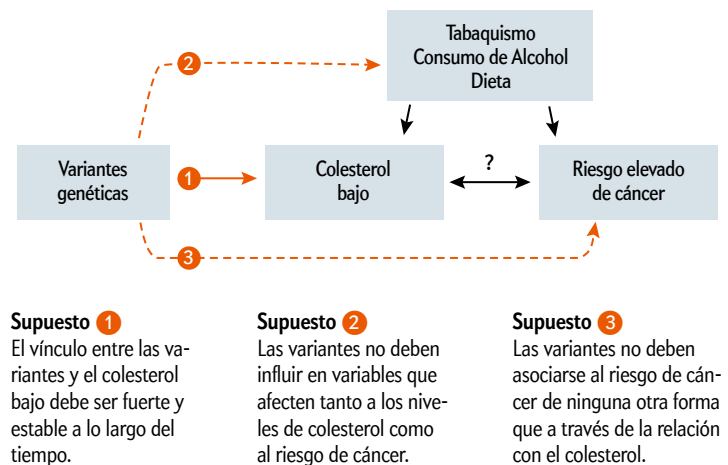 Tabaquismo
Consumo de Alcohol
Dieta
2
Variantes
genéticas
1
Colesterol
bajo
?
Riesgo elevado
de cáncer
3
Supuesto 1
El vínculo entre las va-
riantes y el colesterol
bajo debe ser fuerte y
estable a lo largo del
tiempo.
Supuesto 2
Las variantes no deben
influir en variables que
afecten tanto a los nive-
les de colesterol como
al riesgo de cáncer.
Supuesto 3
Las variantes no deben
asociarse al riesgo de cán-
cer de ninguna otra forma
que a través de la relación
con el colesterol.